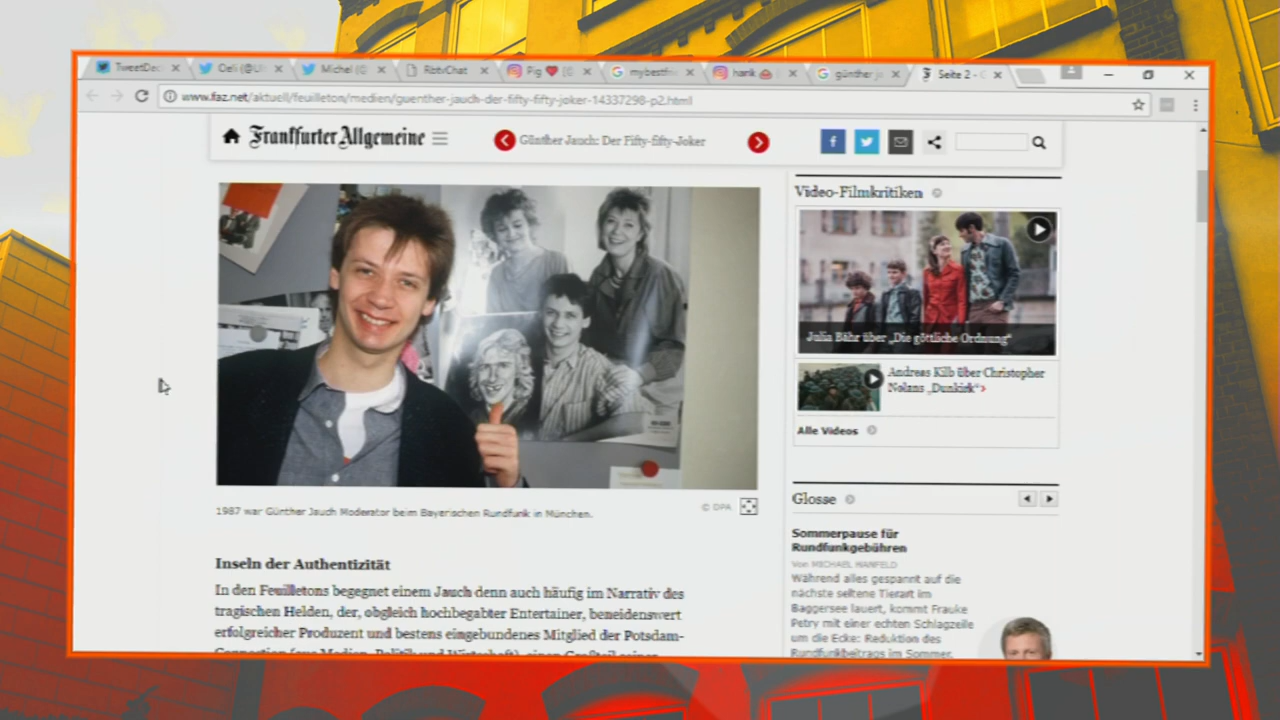 TweetDec
Michel (@
RbtvChat
Pig ❤ [@
günther j
Seite 2 -
www.faz.net/aktuell/feuilleton/medien/guenther-jauch-der-fifty-fifty-joker-14337298-p2.html
Frankfurter Allgemeine
Günther Jauch: Der Fifty-fifty-Joker
Video-Filmkritiken
Julia Bähr über „Die göttliche Ordnung“
Andreas Kilb über Christopher
Nolans „Dunkirk“
Alle Videos
1987 war Günther Jauch Moderator beim Bayerischen Rundfunk in München.
© DPA
Glosse
Sommerpause für
Rundfunkgebühren
Von MICHAEL HANFELD
Während alles gespannt auf die
nächste seltene Tierart im
Baggersee lauert, kommt Frauke
Petry mit einer echten Schlagzeile
um die Ecke: Reduktion des
Rundfunkbeitrags im Sommer.
Inseln der Authentizität
In den Feuilletons begegnet einem Jauch denn auch häufig im Narrativ des
tragischen Helden, der, obgleich hochbegabter Entertainer, beneidenswert
erfolgreicher Produzent und bestens eingebundenes Mitglied der Potsdam-